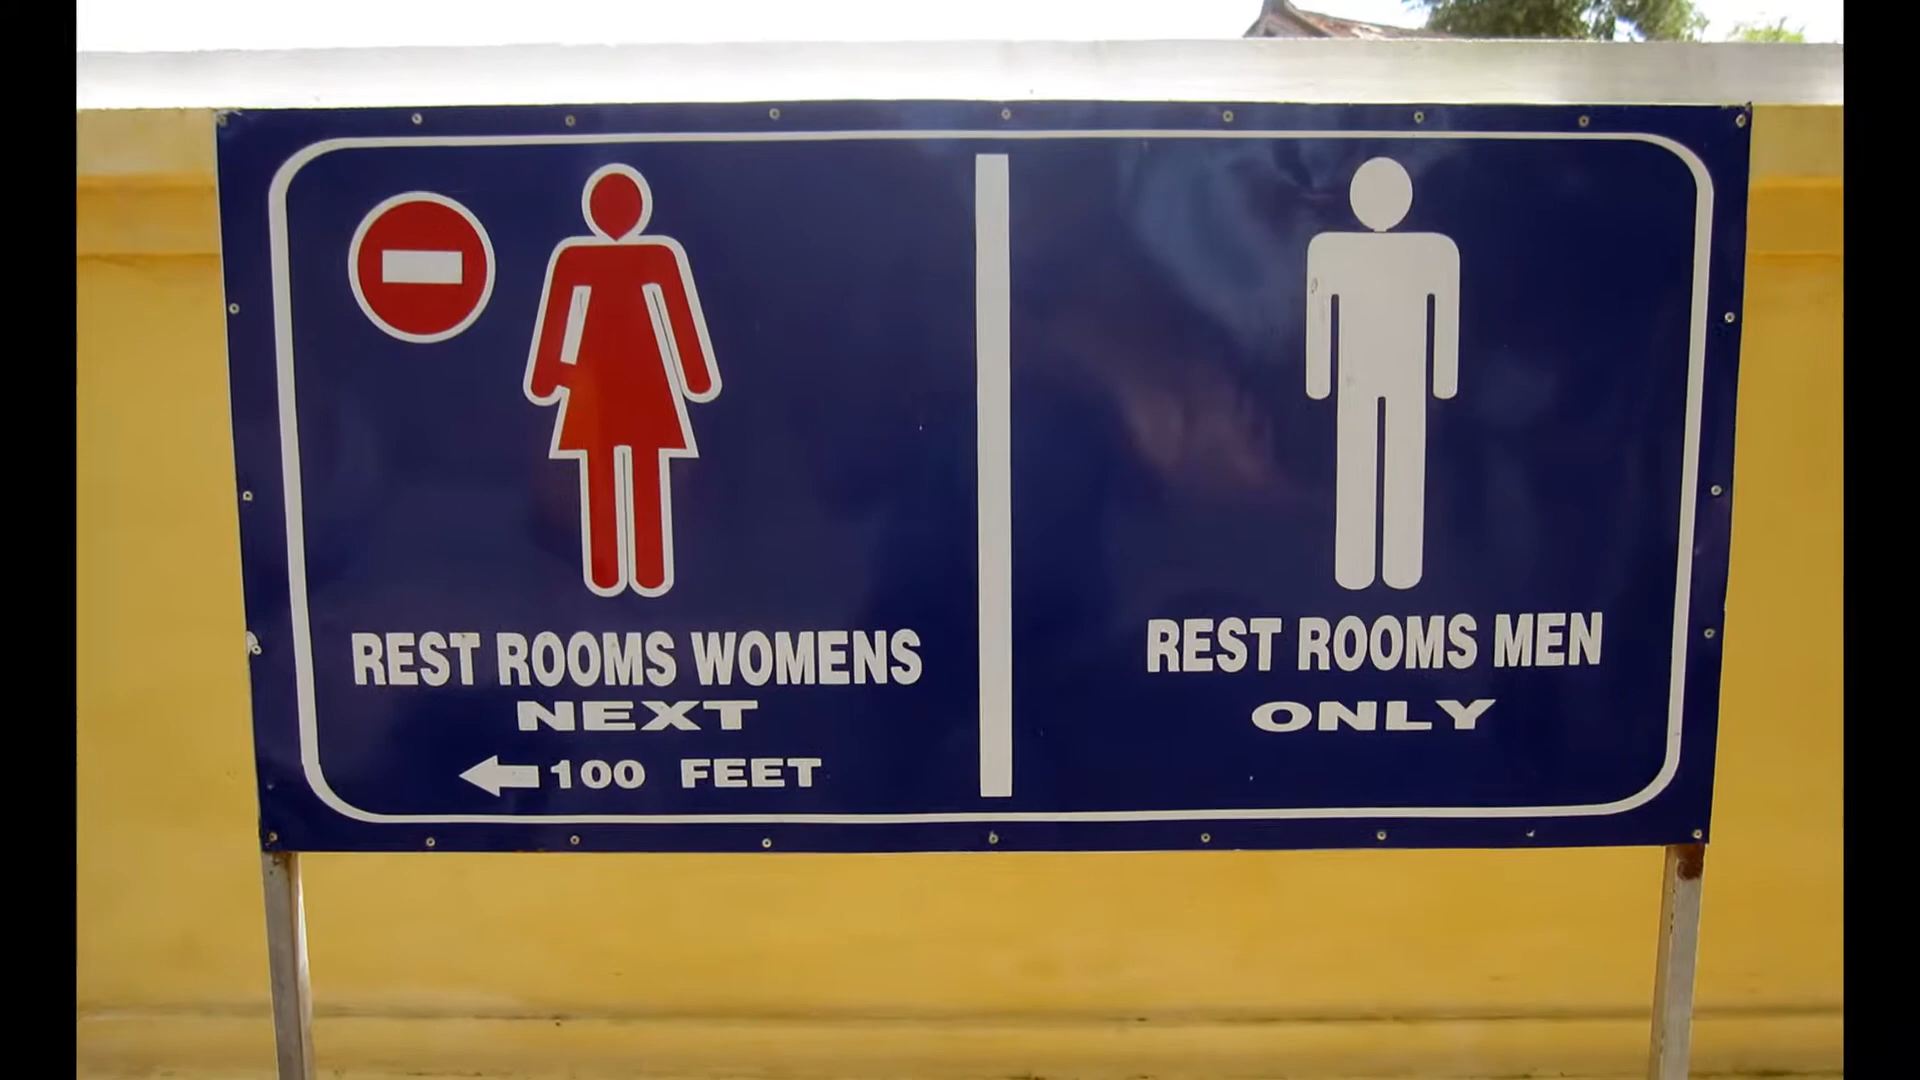 REST ROOMS WOMENS
NEXT
100 FEET
REST ROOMS MEN
ONLY